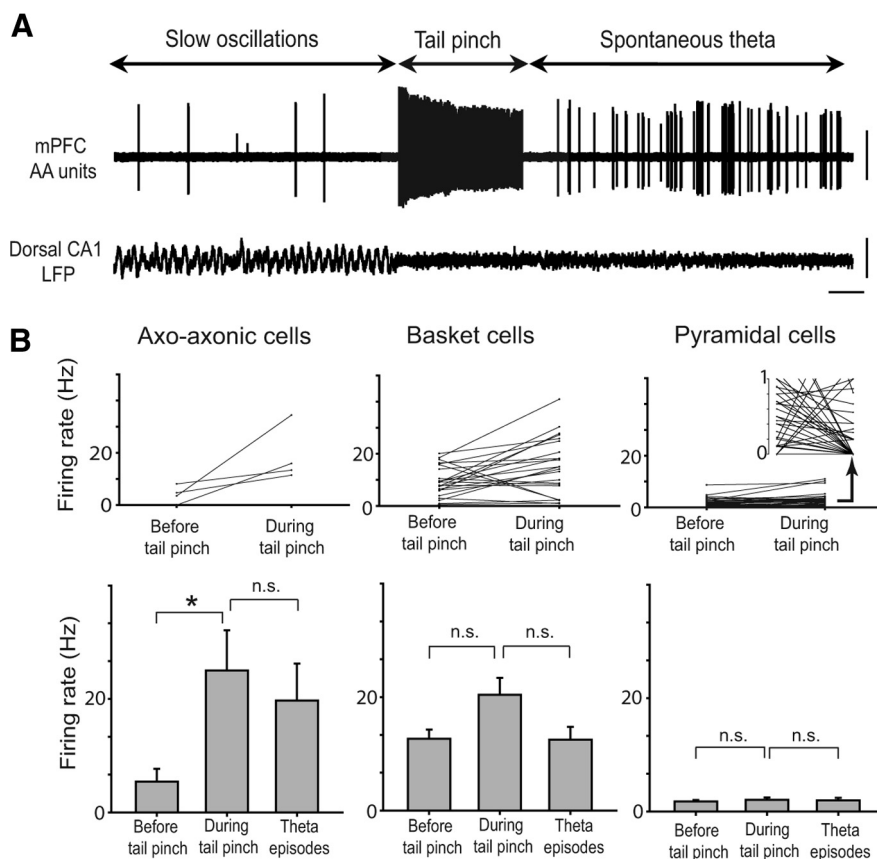 A
Slow oscillations
Tail pinch
Spontaneous theta
mPFC
AA units
Dorsal CA1
LFP
B
Axo-axonic cells
Basket cells
Pyramidal cells
Firing rate (Hz)
20
0
Before
tail pinch
During
tail pinch
20
0
Before
tail pinch
During
tail pinch
1
0
20
0
Before
tail pinch
During
tail pinch
Firing rate (Hz)
*
n.s.
20
0
Before
tail pinch
During
tail pinch
Theta
episodes
n.s.
n.s.
20
0
Before
tail pinch
During
tail pinch
Theta
episodes
n.s.
n.s.
20
0
Before
tail pinch
During
tail pinch
Theta
episodes